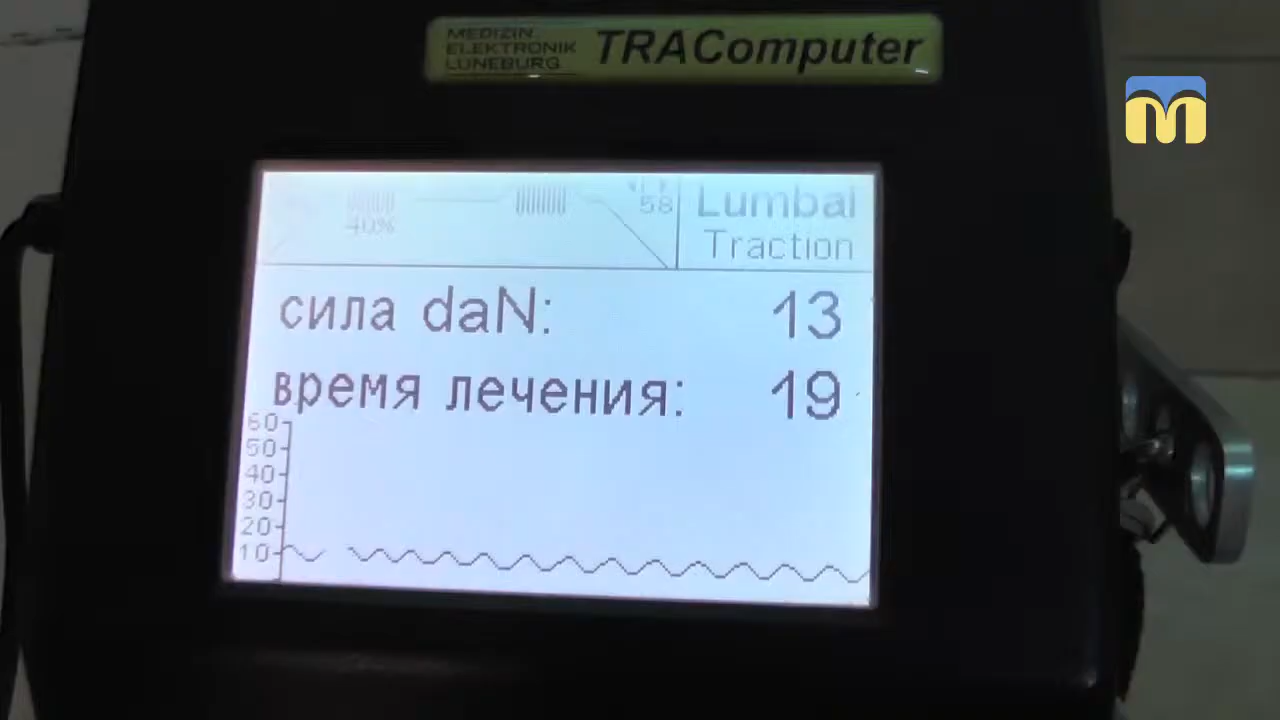 MEDIZIN.
ELEKTRONIK
LÜNEBURG
TRAComputer
40%
58
Lumbal
Traction
сила daN: 13
время лечения: 19
60
50
40
30
20
10